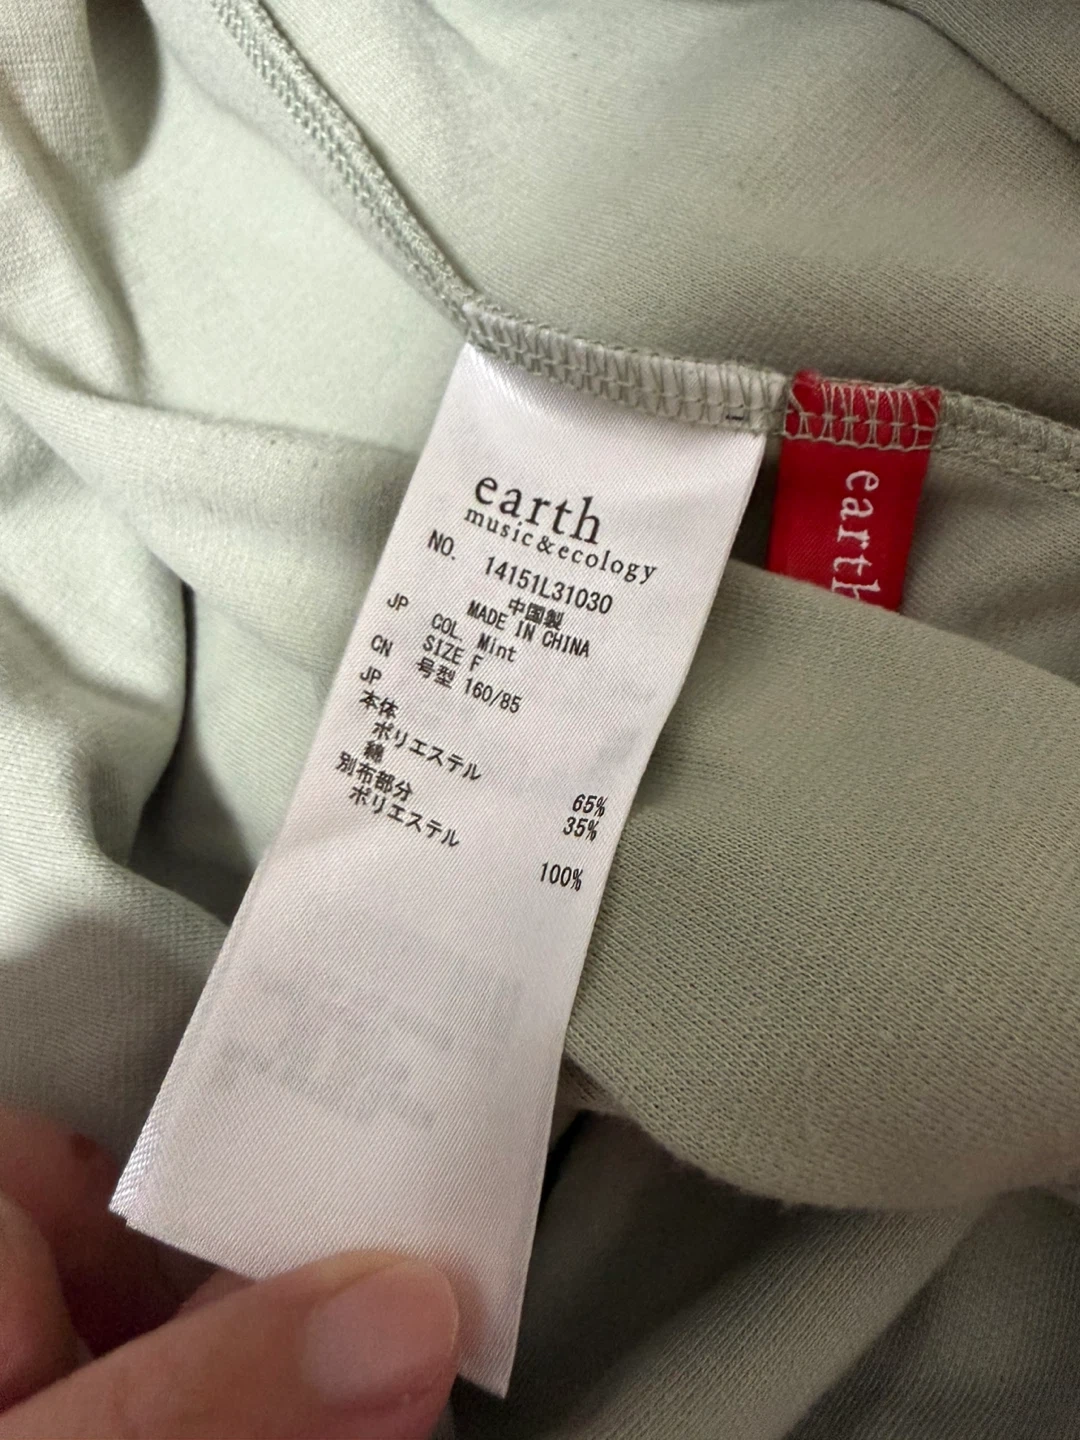 earth
music&ecology
NO. 14151L31030
中国製
MADE IN CHINA
JP COL. Mint
SIZE F
CN 号型 160/85
JP
本体
ポリエステル 65%
綿 35%
別布部分
ポリエステル 100%
earth